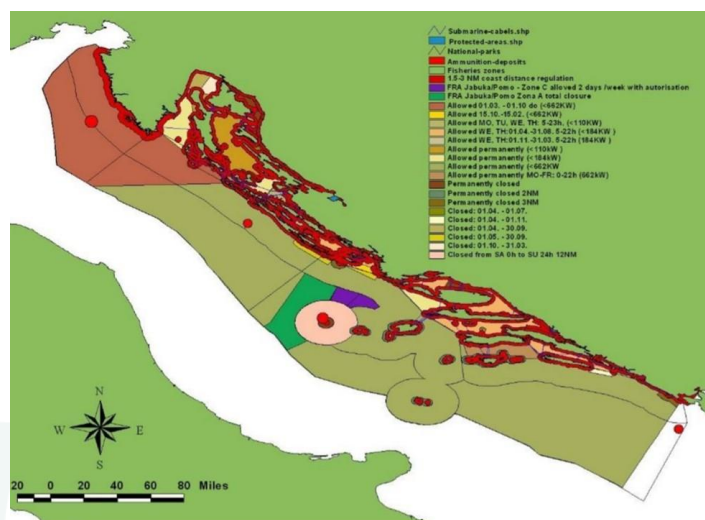 Submarine-cabels.shp
Protected-areas.shp
National-parks
Ammunition-deposits
Fisheries zones
1.5-3 NM coast distance regulation
FRA Jabuka/Pomo - Zone C allowed 2 days /week with autorisation
FRA Jabuka/Pomo Zona A total closure
Allowed 01.03. -01.10 do (<662KW)
Allowed 15.10.-15.02. (<662KW)
Allowed MO, TU, WE, TH: 5-23h. (<110KW)
Allowed WE, TH:01.04.-31.08. 5-22h (<184KW )
Allowed WE, TH:01.11.-31.03. 5-22h (184KW )
Allowed permanently (<110kW )
Allowed permanently (<184kW)
Allowed permanently (<662KW
Allowed permanently MO-FR: 0-22h (662kW)
Permanently closed
Permanently closed 2NM
Permanently closed 3NM
Closed: 01.04. - 01.07.
Closed: 01.04. - 01.11.
Closed: 01.04. - 30.09.
Closed: 01.05. - 30.09.
Closed: 01.10. - 31.03.
Closed from SA 0h to SU 24h 12NM
N
W E
S
20 0 20 40 60 80 Miles